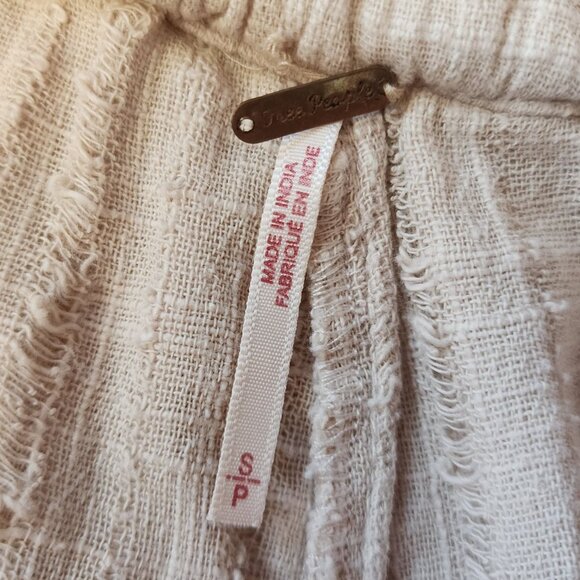 Free People
MADE IN INDIA
FABRIQUÉ EN INDE
S/P